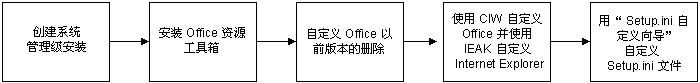 创建系统
管理级安装
安装 Office 资源
工具箱
自定义 Office 以
前版本的删除
使用 CIW 自定义
Office 并使用
IEAK 自定义
Internet Explorer
用“ Setup.ini 自
定义向导”
自定义
Setup.ini 文件